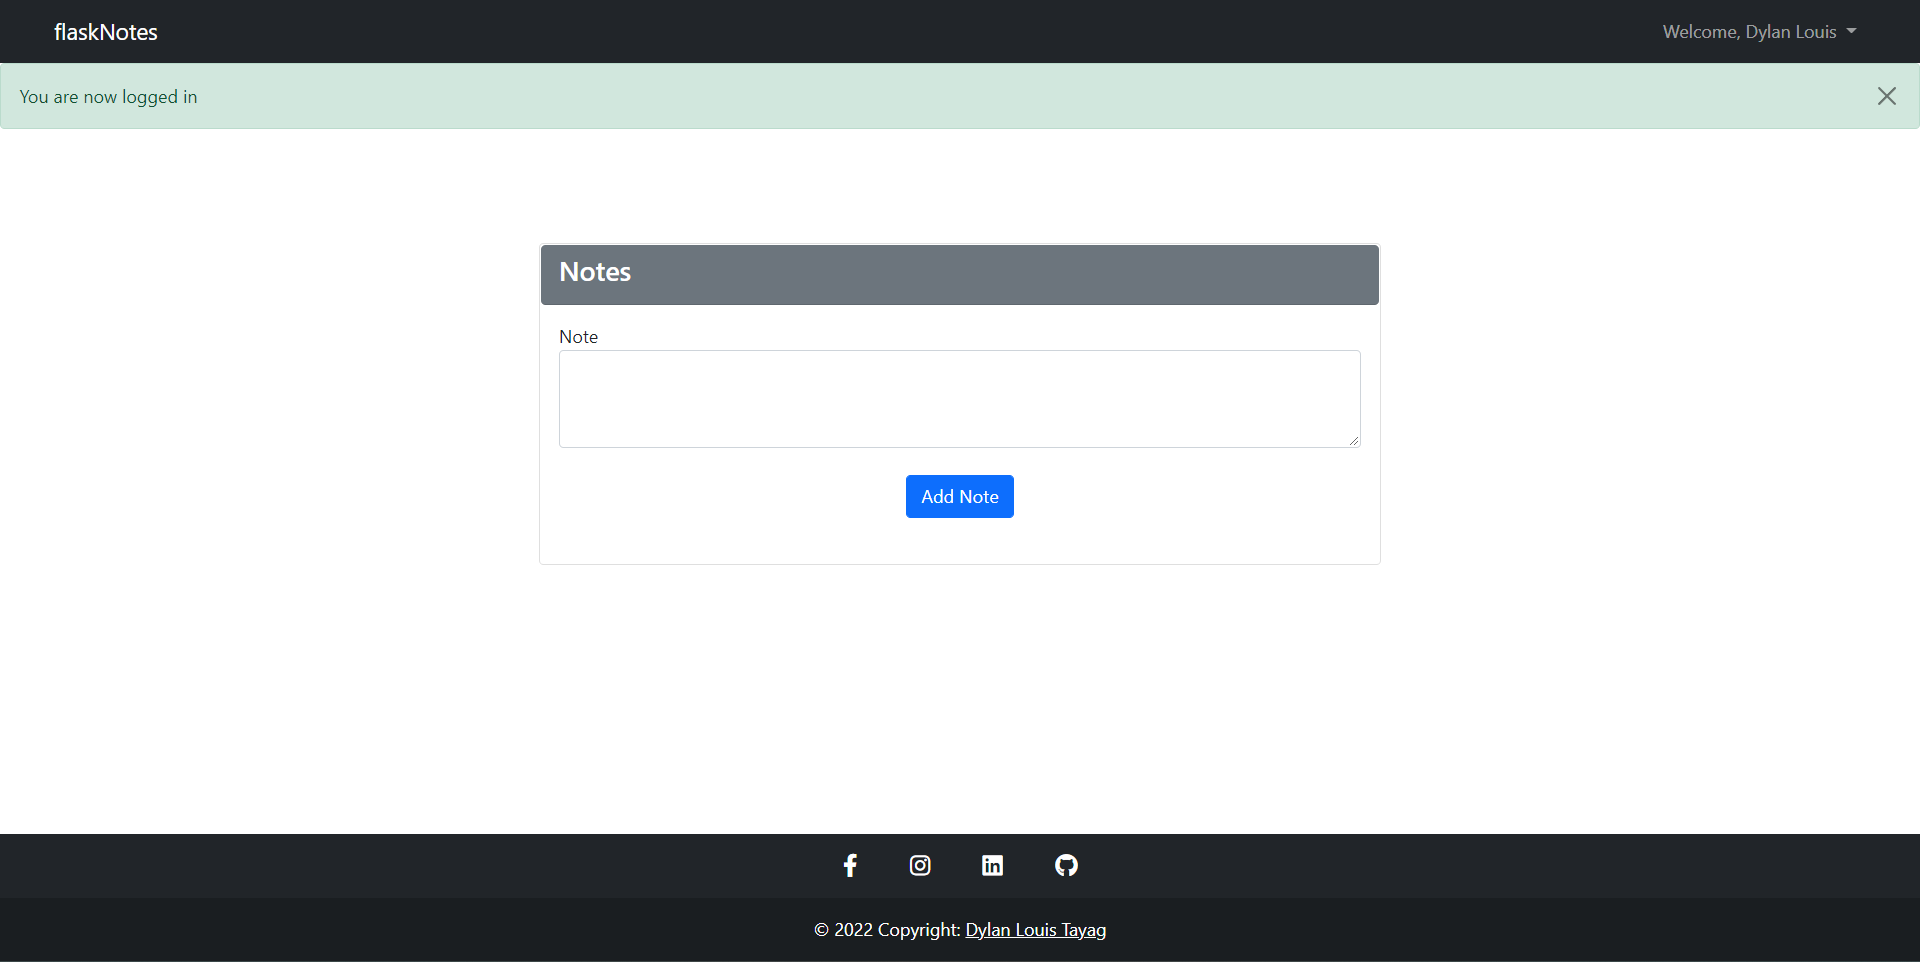 flaskNotes
Welcome, Dylan Louis
You are now logged in
Notes
Note
Add Note
© 2022 Copyright: Dylan Louis Tayag